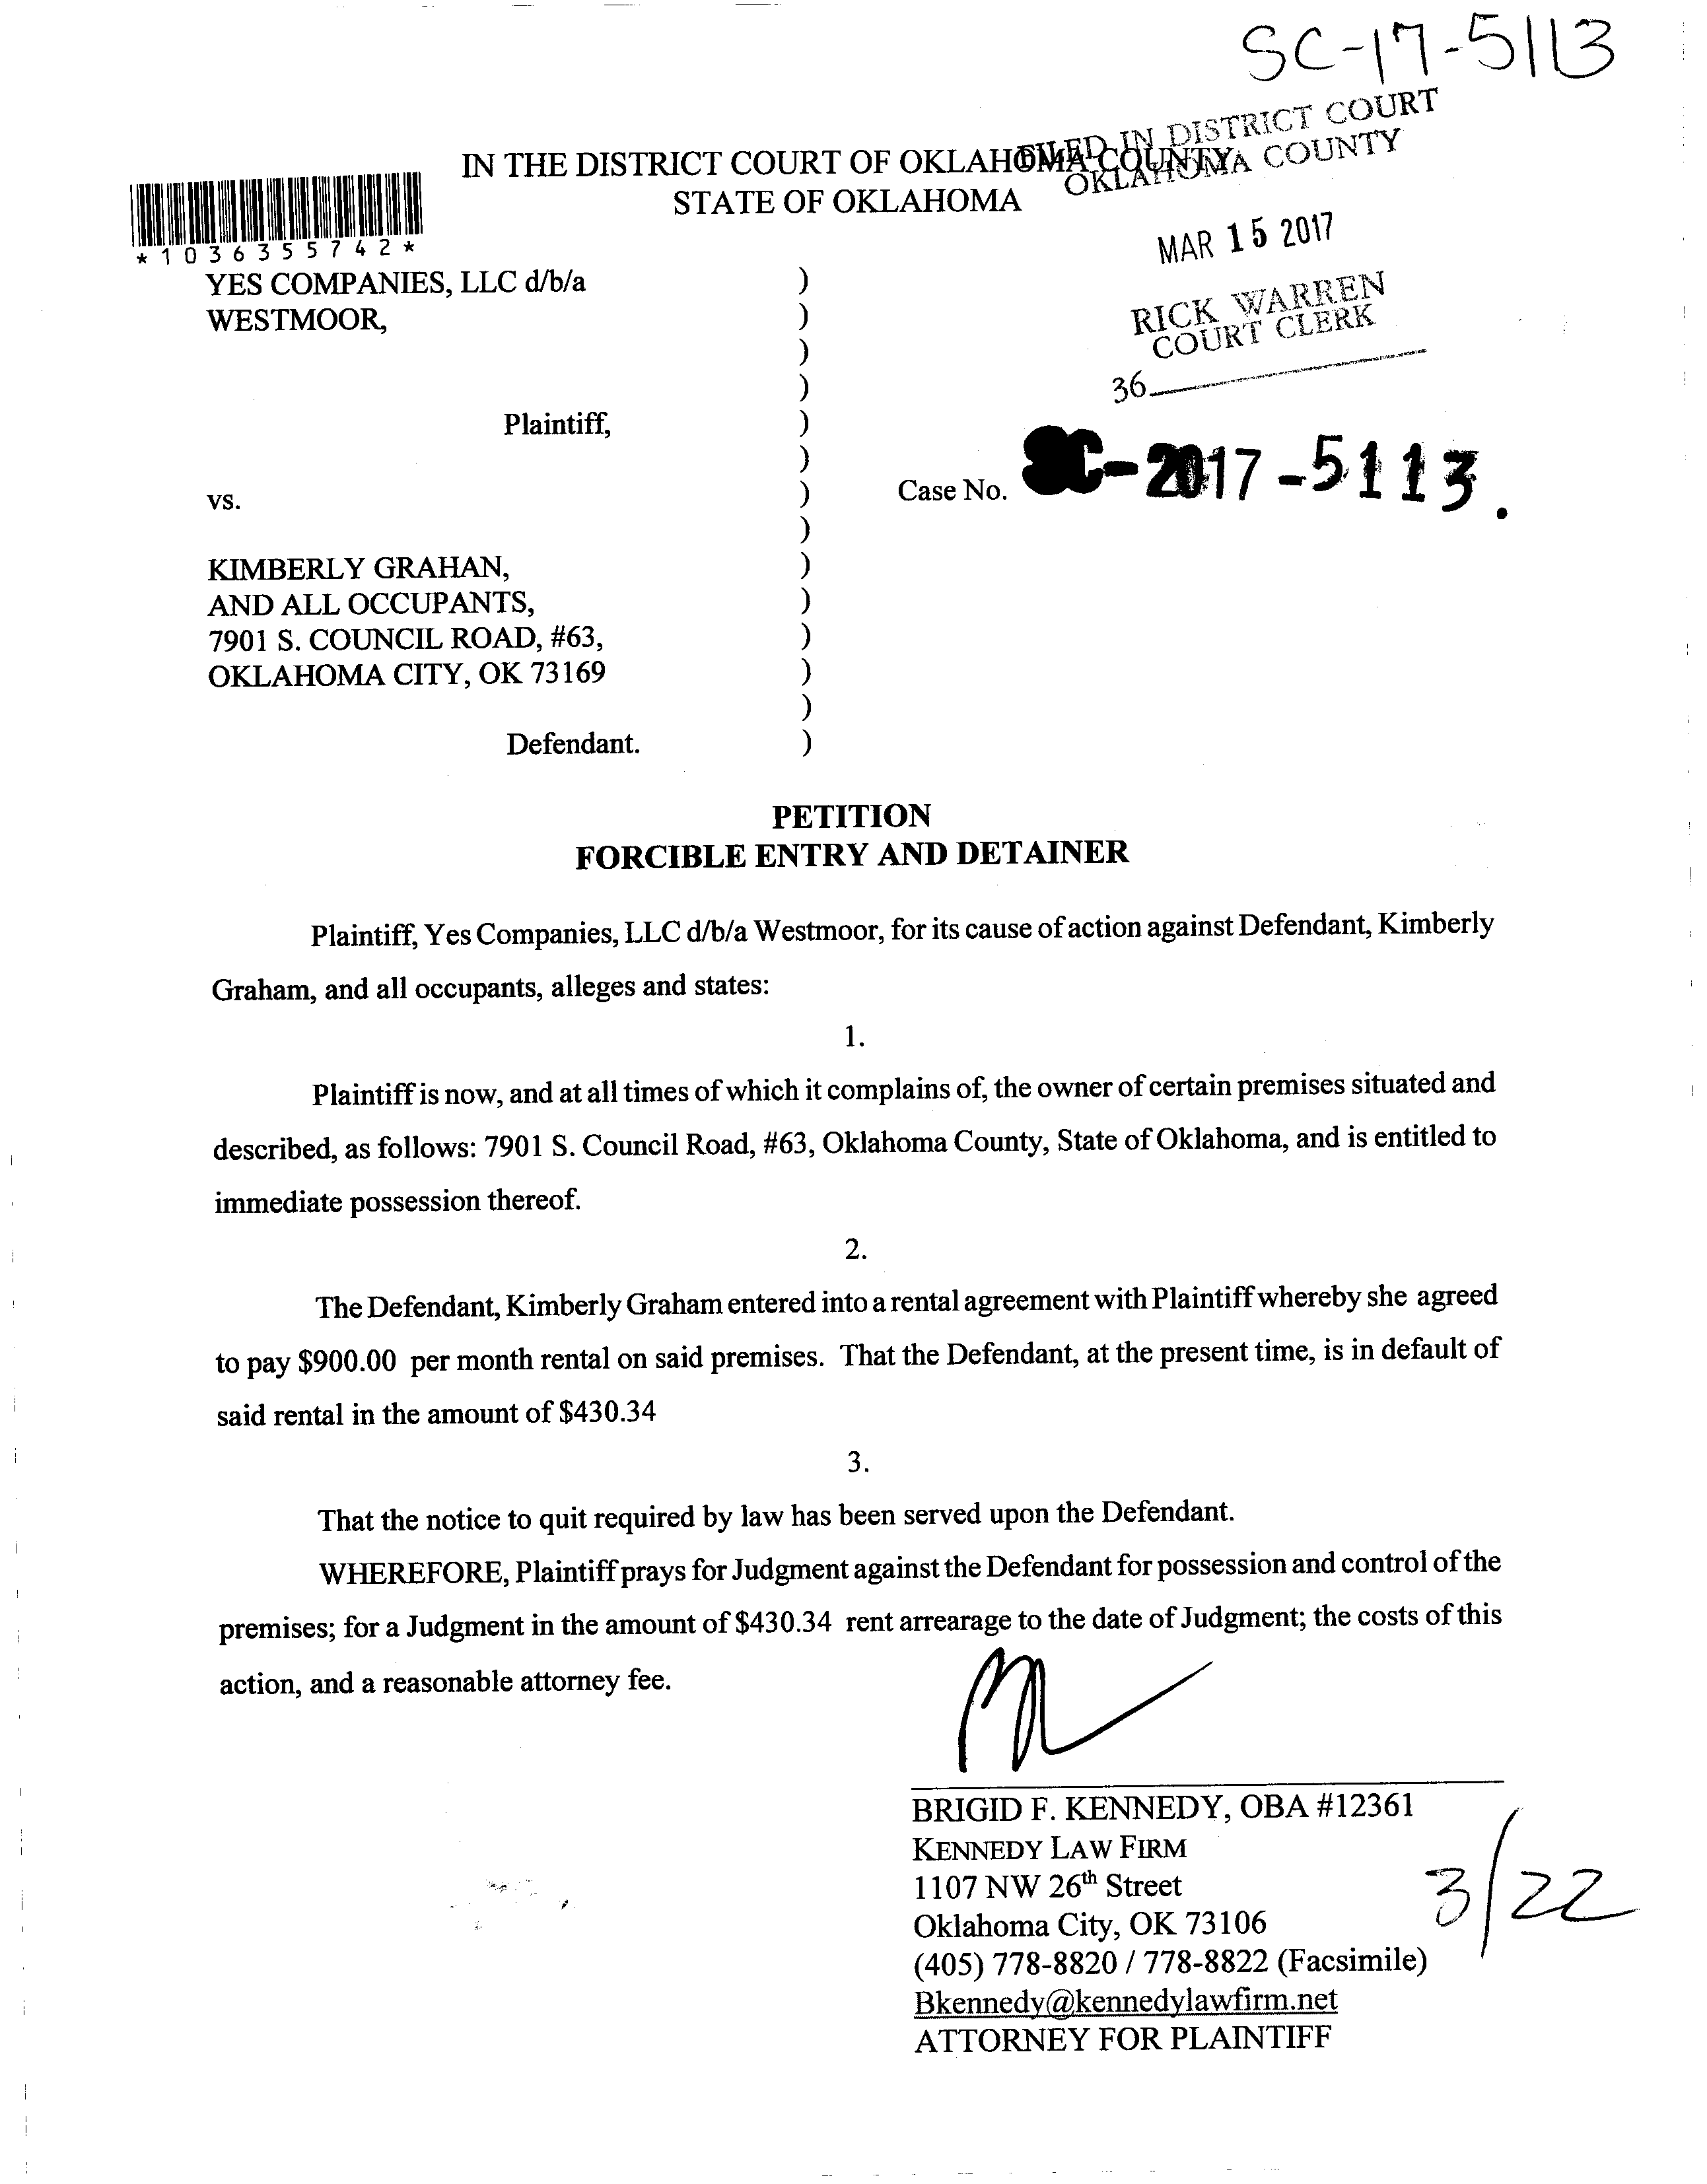 SC-17-5113
FILED IN DISTRICT COURT
OKLAHOMA COUNTY
IN THE DISTRICT COURT OF OKLAHOMA COUNTY
STATE OF OKLAHOMA
*1036355742*
MAR 15 2017
RICK WARREN
COURT CLERK
36
YES COMPANIES, LLC d/b/a )
WESTMOOR, )
)
)
Plaintiff, )
)
vs. ) Case No. SC-2017-5113.
)
KIMBERLY GRAHAN, )
AND ALL OCCUPANTS, )
7901 S. COUNCIL ROAD, #63, )
OKLAHOMA CITY, OK 73169 )
)
Defendant. )
PETITION
FORCIBLE ENTRY AND DETAINER
Plaintiff, Yes Companies, LLC d/b/a Westmoor, for its cause of action against Defendant, Kimberly
Graham, and all occupants, alleges and states:
1.
Plaintiff is now, and at all times of which it complains of, the owner of certain premises situated and
described, as follows: 7901 S. Council Road, #63, Oklahoma County, State of Oklahoma, and is entitled to
immediate possession thereof.
2.
The Defendant, Kimberly Graham entered into a rental agreement with Plaintiff whereby she agreed
to pay $900.00 per month rental on said premises. That the Defendant, at the present time, is in default of
said rental in the amount of $430.34
3.
That the notice to quit required by law has been served upon the Defendant.
WHEREFORE, Plaintiff prays for Judgment against the Defendant for possession and control of the
premises; for a Judgment in the amount of $430.34 rent arrearage to the date of Judgment; the costs of this
action, and a reasonable attorney fee.
BRIGID F. KENNEDY, OBA #12361
KENNEDY LAW FIRM
1107 NW 26th Street
Oklahoma City, OK 73106
(405) 778-8820 / 778-8822 (Facsimile)
Bkennedy@kennedylawfirm.net
ATTORNEY FOR PLAINTIFF
3/22